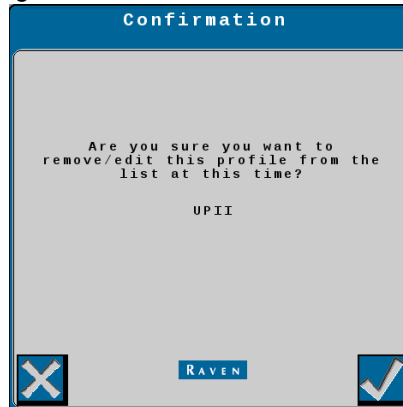 Confirmation
Are you sure you want to
remove/edit this profile from the
list at this time?
UPII
RAVEN